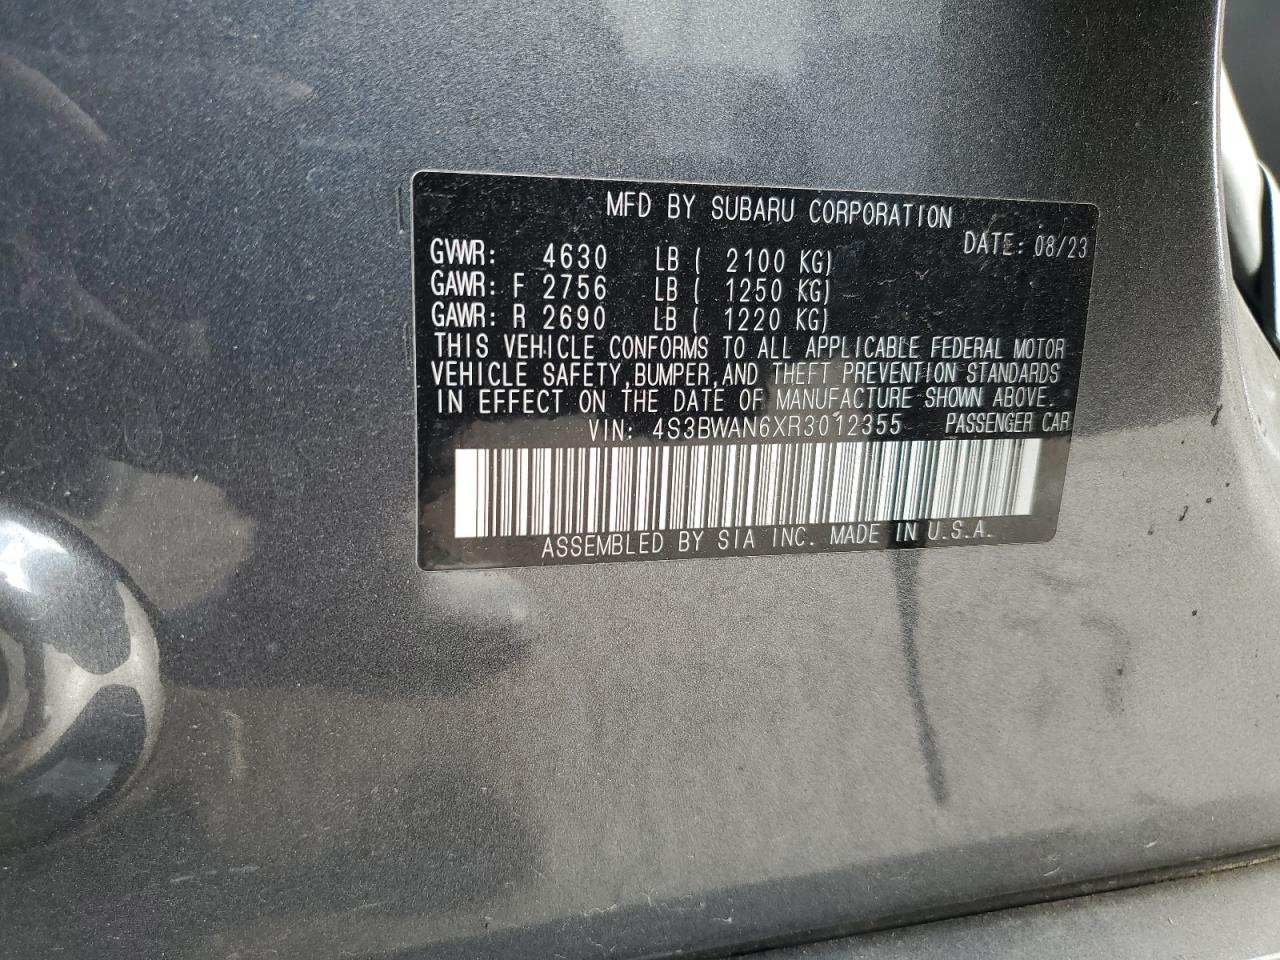 MFD BY SUBARU CORPORATION
DATE: 08/23
GVWR: 4630 LB ( 2100 KG)
GAWR: F 2756 LB ( 1250 KG)
GAWR: R 2690 LB ( 1220 KG)
THIS VEHICLE CONFORMS TO ALL APPLICABLE FEDERAL MOTOR
VEHICLE SAFETY,BUMPER,AND THEFT PREVENTION STANDARDS
IN EFFECT ON THE DATE OF MANUFACTURE SHOWN ABOVE.
VIN: 4S3BWAN6XR3012355 PASSENGER CAR
ASSEMBLED BY SIA INC. MADE IN U.S.A.